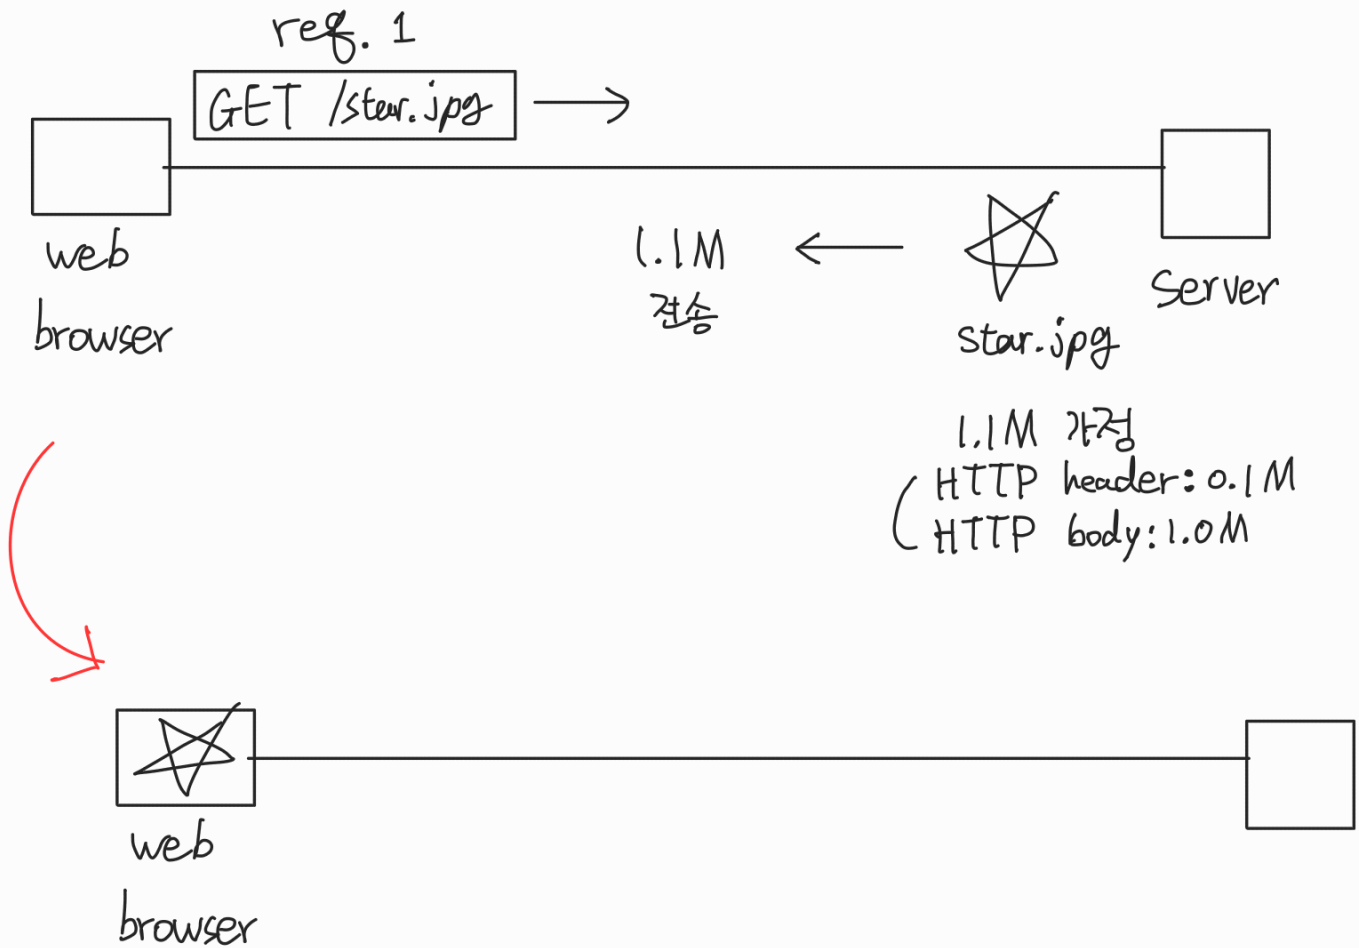 req. 1
GET /star.jpg
web
browser
1.1M
전송
star.jpg
Server
1.1M 가정
HTTP header: 0.1M
HTTP body: 1.0M
web
browser